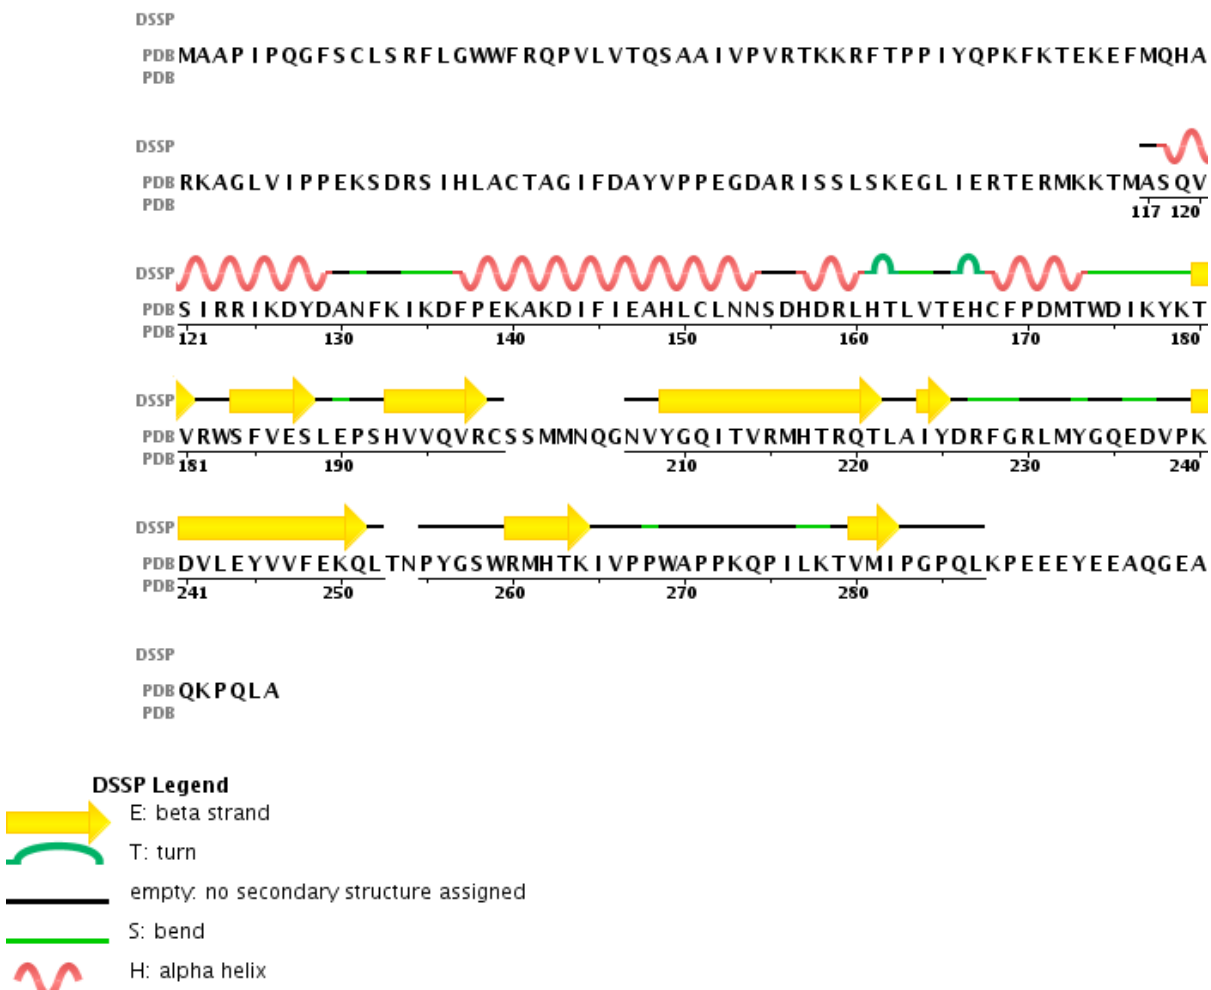 DSSP
PDB MAAPIPQGFSCLSRFLGWWFRQPVLVTQSAAIVPVRTKKRFTPPIYQPKFKTEKEFMQHA
PDB
DSSP
PDB RKAGLVIPPEKSDRSIHLACTAGIFDAYVPPEGDARISSLSKEGLIERTERMKKTMASQV
PDB 117 120
DSSP
PDB SIRRIKDYDANFKIKDFPEKAKDIFIEAHLCLNNSDHDRLHTLVTEHCFPDMTWDIKYKT
PDB 121 130 140 150 160 170 180
DSSP
PDB VRWSFVESLEPSHVVQVRCSSMMNQGNVYGQITVRMHTRQTLAIYDRFGRLMYGQEDVPK
PDB 181 190 210 220 230 240
DSSP
PDB DVLEYVVFEKQLTNPYGSWRMHTKIVPPWAPPKQPILKTVMIPGPQLKPEEEYEEAQGEA
PDB 241 250 260 270 280
DSSP
PDB QKPQLA
PDB
DSSP Legend
E: beta strand
T: turn
empty: no secondary structure assigned
S: bend
H: alpha helix